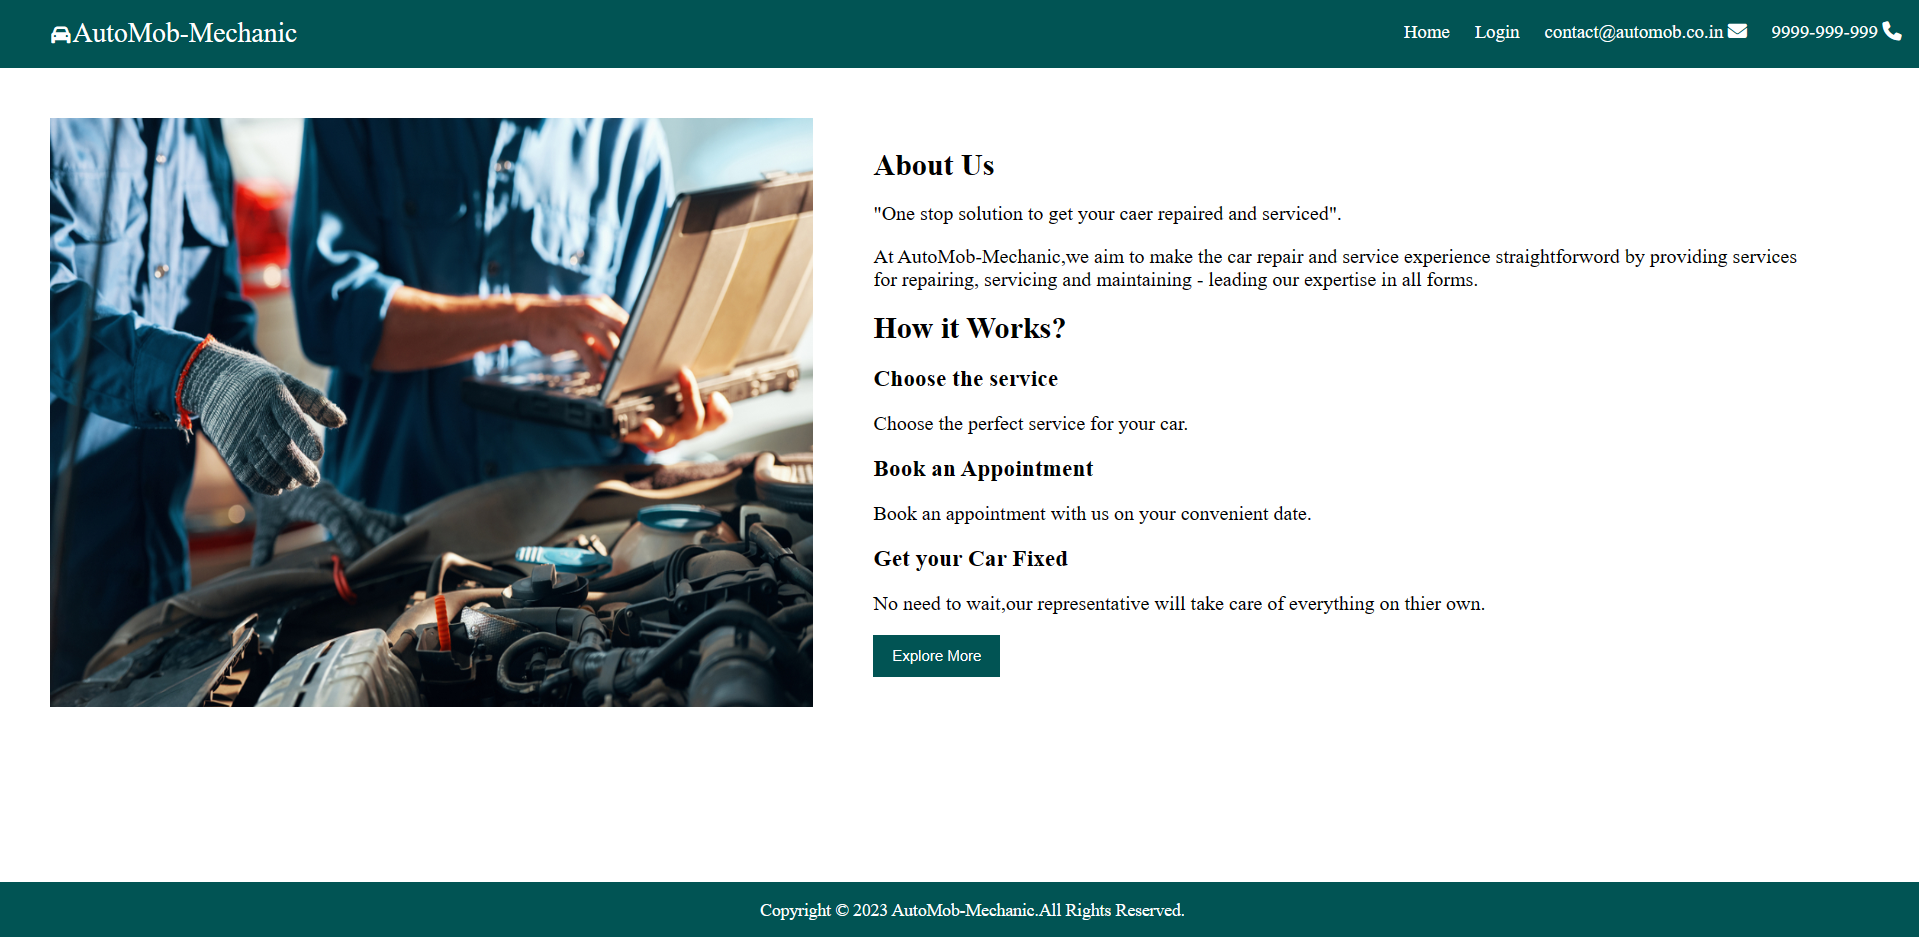 AutoMob-Mechanic
Home Login contact@automob.co.in 9999-999-999
About Us
"One stop solution to get your caer repaired and serviced".
At AutoMob-Mechanic,we aim to make the car repair and service experience straightforword by providing services
for repairing, servicing and maintaining - leading our expertise in all forms.
How it Works?
Choose the service
Choose the perfect service for your car.
Book an Appointment
Book an appointment with us on your convenient date.
Get your Car Fixed
No need to wait,our representative will take care of everything on thier own.
Explore More
Copyright © 2023 AutoMob-Mechanic.All Rights Reserved.